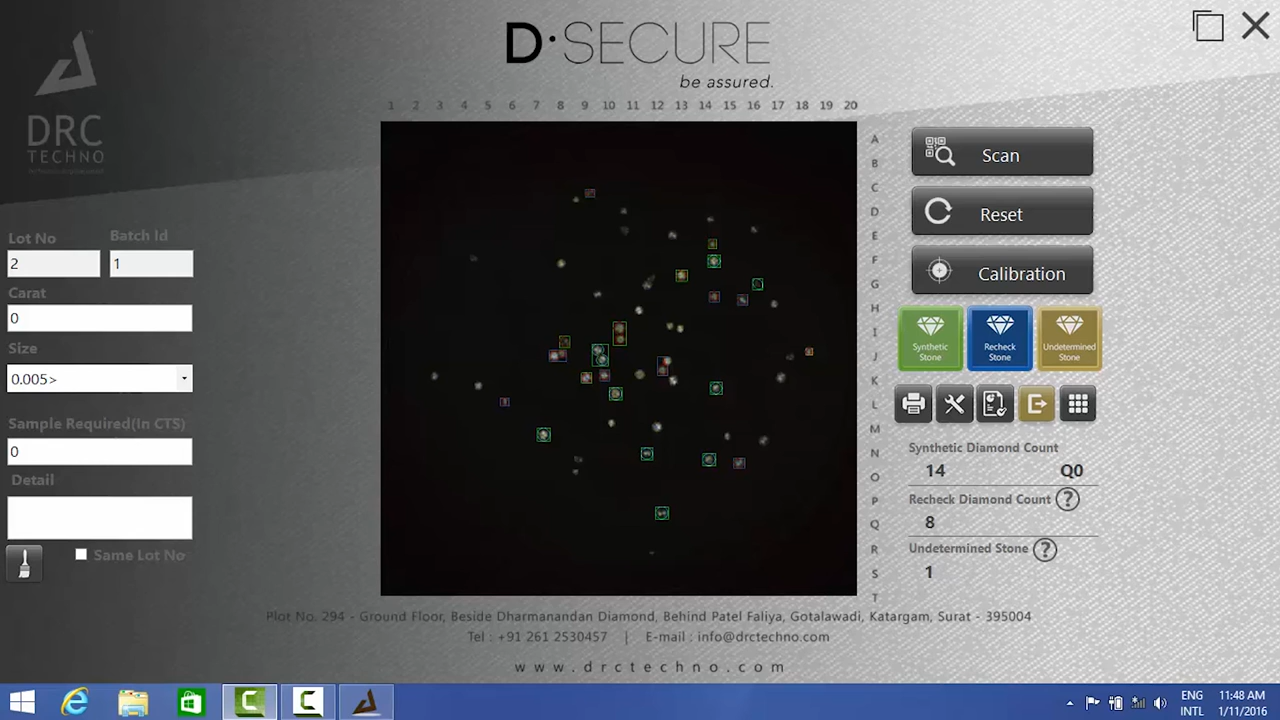 D·SECURE
be assured.
DRC
TECHNO
1 2 3 4 5 6 7 8 9 10 11 12 13 14 15 16 17 18 19 20
A
B
C
D
E
F
G
H
I
J
K
L
M
N
O
P
Q
R
S
T
Lot No
2
Batch Id
1
Carat
0
Size
0.005>
Sample Required(In CTS)
0
Detail
Same Lot No
Scan
Reset
Calibration
Synthetic
Stone
Recheck
Stone
Undetermined
Stone
Synthetic Diamond Count
14 Q0
Recheck Diamond Count ?
8
Undetermined Stone ?
1
Plot No. 294 - Ground Floor, Beside Dharmanandan Diamond, Behind Patel Faliya, Gotalawadi, Katargam, Surat - 395004
Tel : +91 261 2530457 | E-mail : info@drctechno.com
www.drctechno.com
ENG
INTL
11:48 AM
1/11/2016